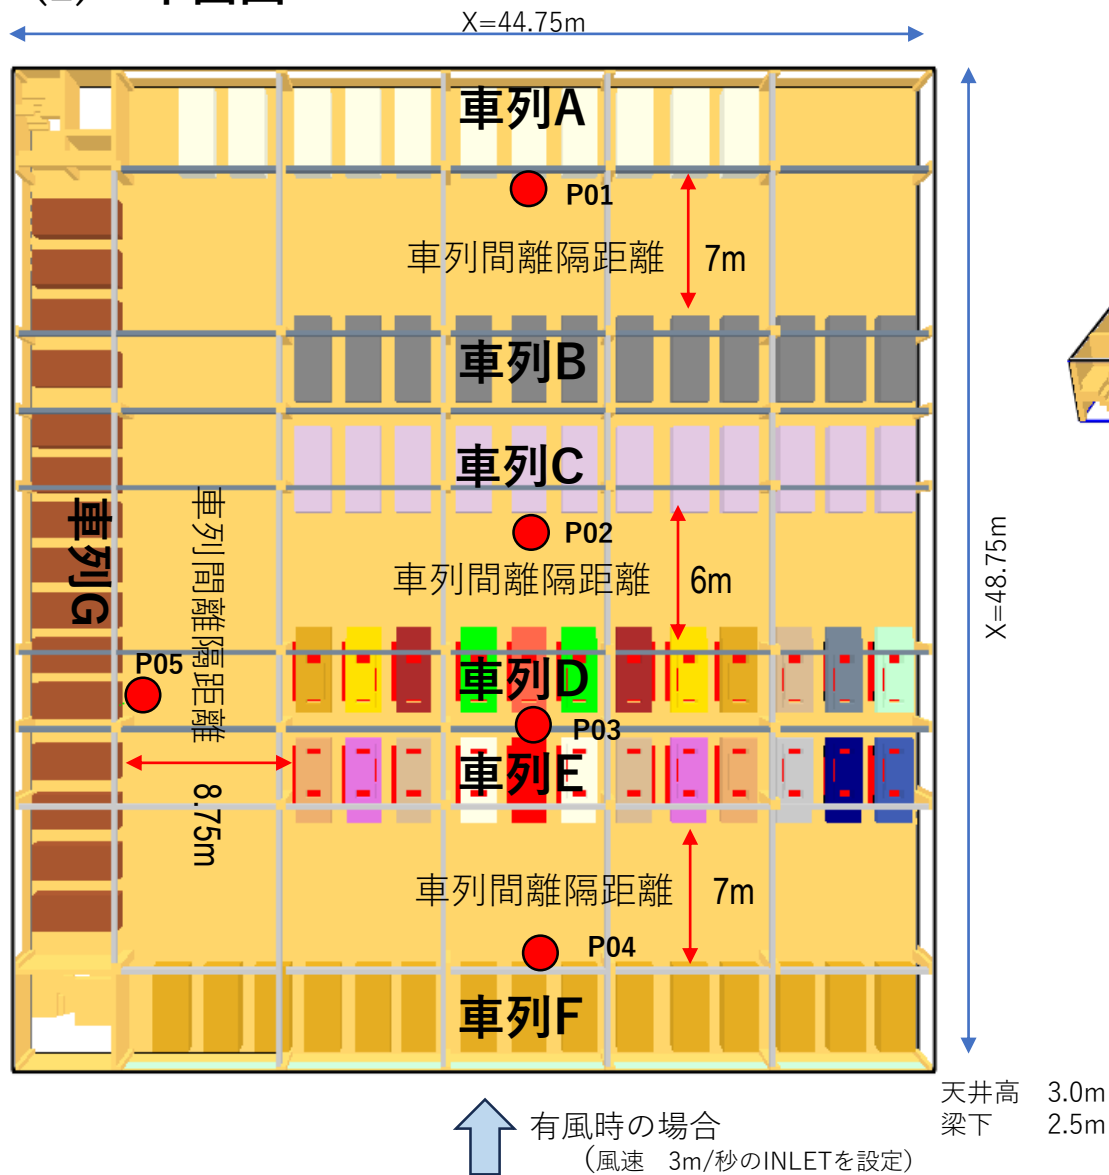 (2) 平面図
X=44.75m
車列A
P01
車列間離隔距離 7m
車列B
車列C
P02
車列間離隔距離 6m
車列G
車列間離隔距離 8.75m
X=48.75m
P05
車列D
P03
車列E
車列間離隔距離 7m
P04
車列F
天井高 3.0m
梁下 2.5m
有風時の場合
(風速 3m/秒のINLETを設定)